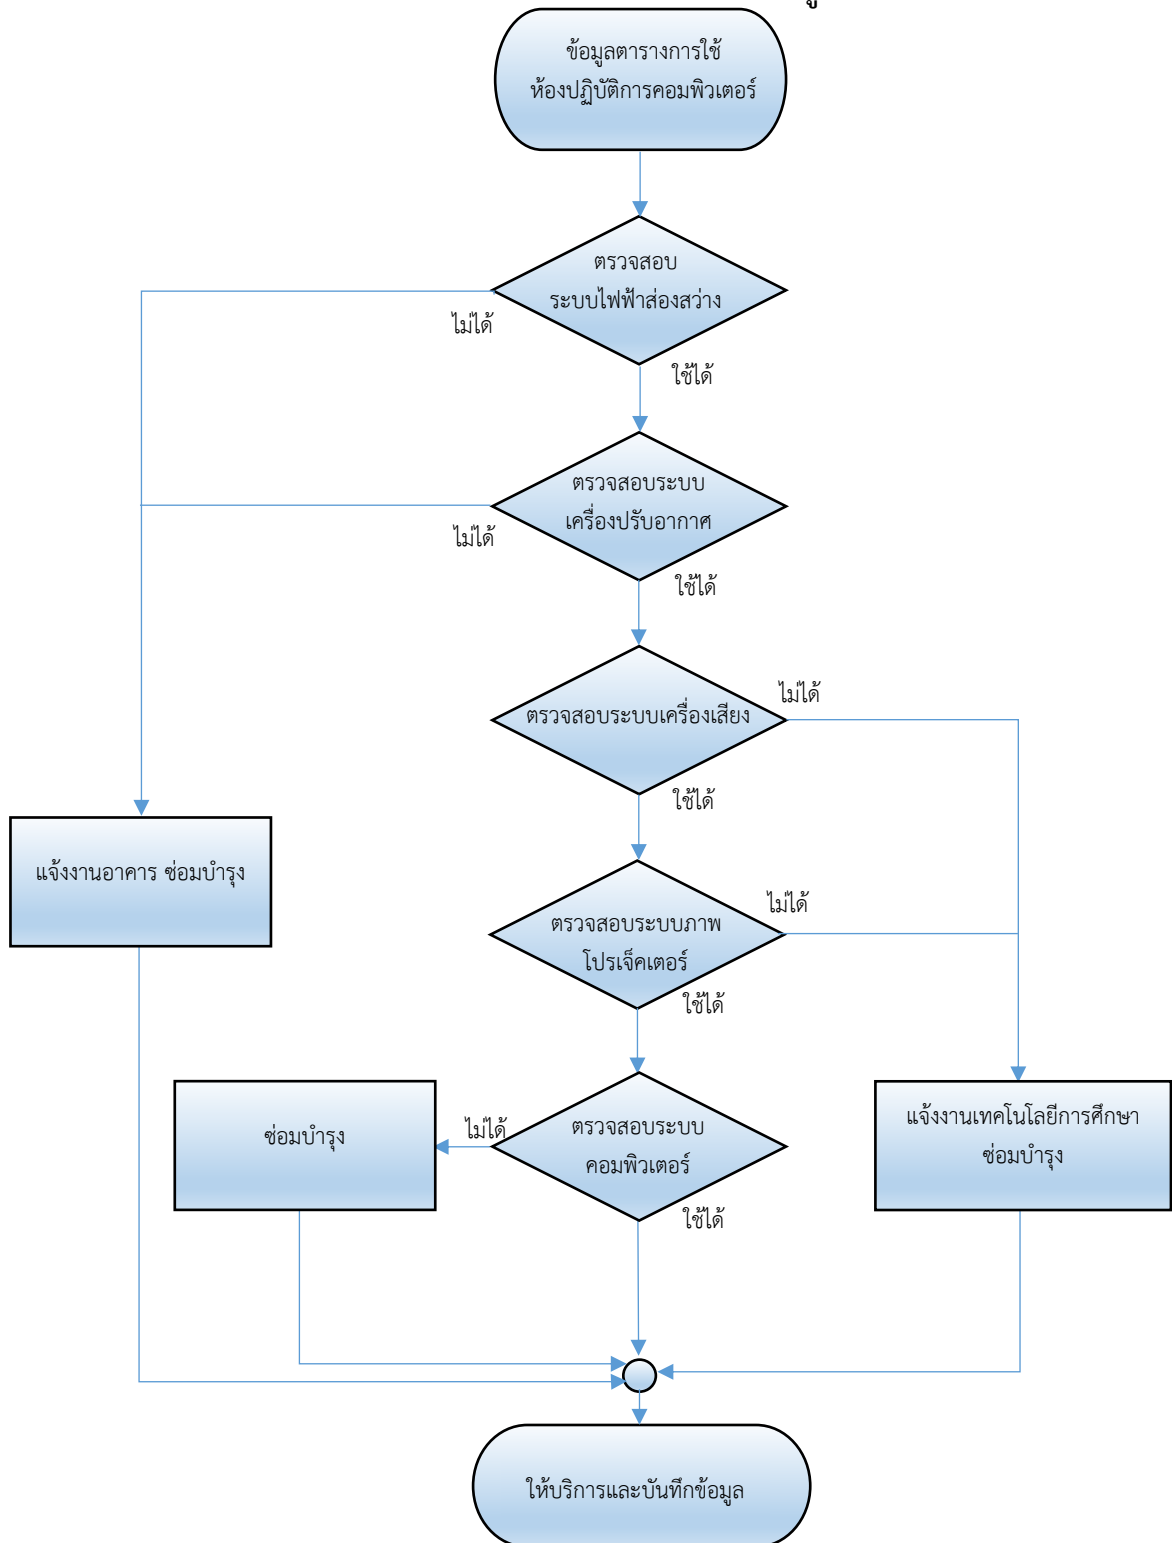 ข้อมูลตารางการใช้
ห้องปฏิบัติการคอมพิวเตอร์
ตรวจสอบ
ระบบไฟฟ้าส่องสว่าง
ไม่ได้
ใช้ได้
ตรวจสอบระบบ
เครื่องปรับอากาศ
ไม่ได้
ใช้ได้
ตรวจสอบระบบเครื่องเสียง
ไม่ได้
ใช้ได้
แจ้งงานอาคาร ซ่อมบำรุง
ตรวจสอบระบบภาพ
โปรเจ็คเตอร์
ไม่ได้
ใช้ได้
ซ่อมบำรุง
ไม่ได้
ตรวจสอบระบบ
คอมพิวเตอร์
ใช้ได้
แจ้งงานเทคโนโลยีการศึกษา
ซ่อมบำรุง
ให้บริการและบันทึกข้อมูล